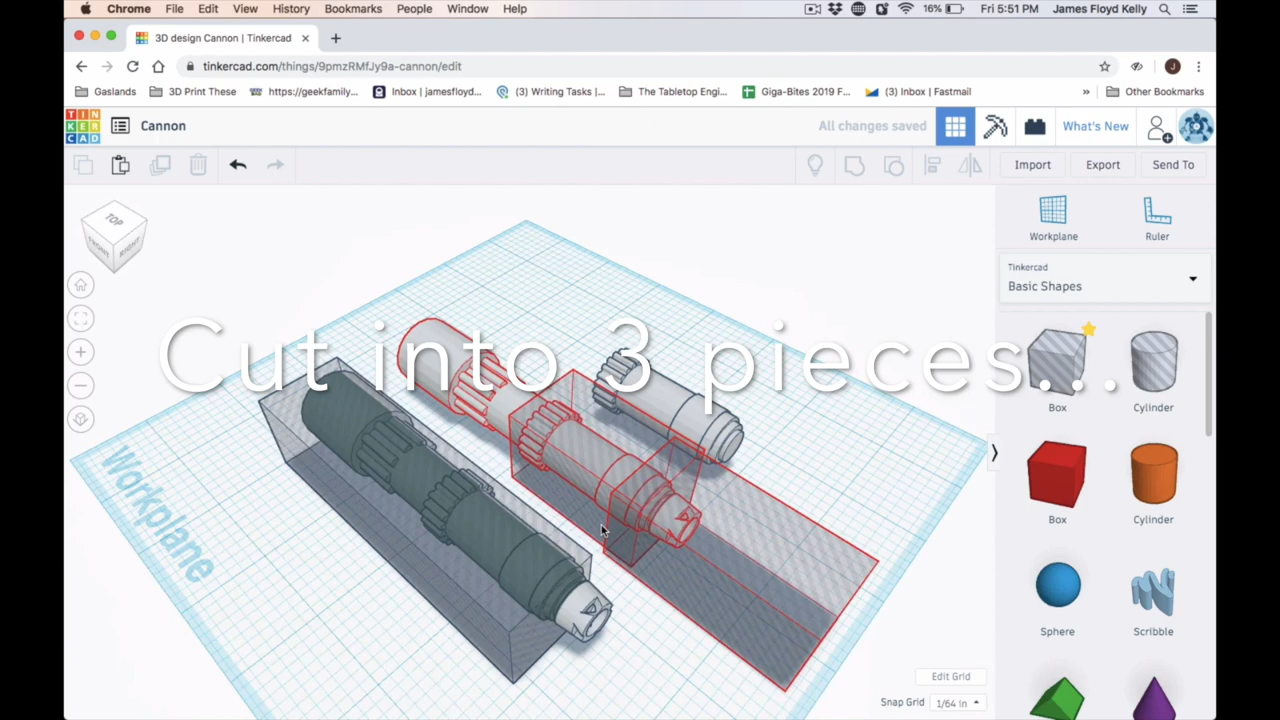 Chrome File Edit View History Bookmarks People Window Help 16% Fri 5:51 PM James Floyd Kelly
3D design Cannon | Tinkercad
tinkercad.com/things/9pmzRMfJy9a-cannon/edit
Gaslands 3D Print These https://geekfamily... Inbox | jamesfloyd... (3) Writing Tasks |... The Tabletop Engi... Giga-Bites 2019 F... (3) Inbox | Fastmail » Other Bookmarks
TIN
KER
CAD
Cannon All changes saved What's New
Import Export Send To
TOP
FRONT RIGHT
Workplane Ruler
Tinkercad
Basic Shapes
Cut into 3 pieces...
Box Cylinder
Workplane
Box Cylinder
Sphere Scribble
Edit Grid
Snap Grid 1/64 in